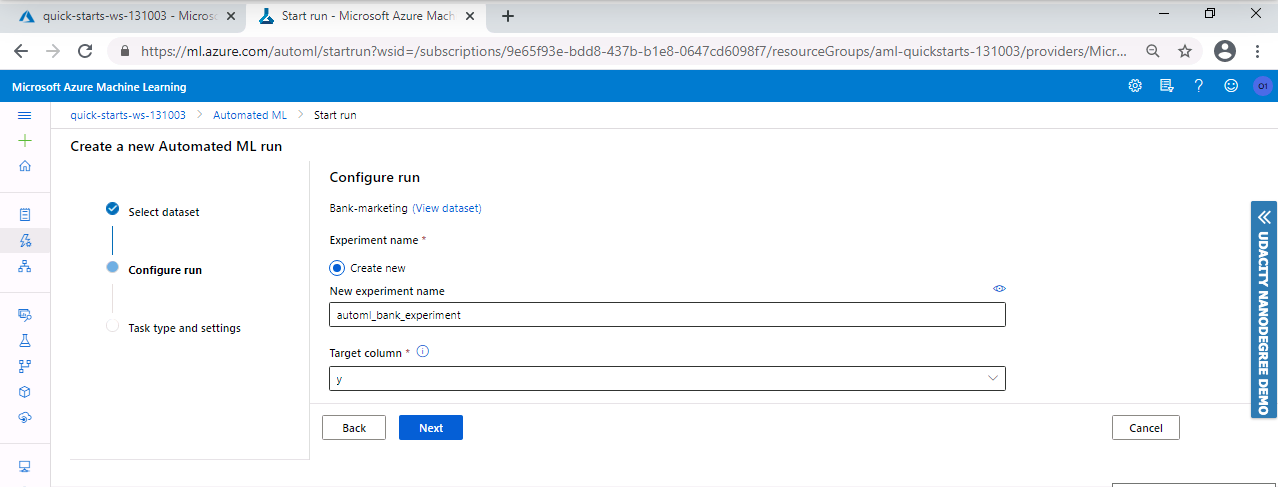 quick-starts-ws-131003 - Microso
Start run - Microsoft Azure Mach
https://ml.azure.com/automl/startrun?wsid=/subscriptions/9e65f93e-bdd8-437b-b1e8-0647cd6098f7/resourceGroups/aml-quickstarts-131003/providers/Micr...
Microsoft Azure Machine Learning
01
quick-starts-ws-131003 > Automated ML > Start run
Create a new Automated ML run
Select dataset
Configure run
Task type and settings
Configure run
Bank-marketing (View dataset)
Experiment name *
Create new
New experiment name
automl_bank_experiment
Target column *
y
Back
Next
Cancel
UDACITY NANODEGREE DEMO